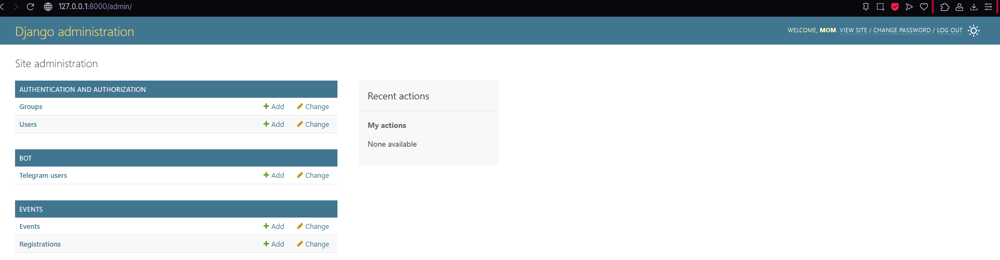 127.0.0.1:8000/admin/
Django administration
WELCOME, MOM. VIEW SITE / CHANGE PASSWORD / LOG OUT
Site administration
AUTHENTICATION AND AUTHORIZATION
Groups Add Change
Users Add Change
BOT
Telegram users Add Change
EVENTS
Events Add Change
Registrations Add Change
Recent actions
My actions
None available